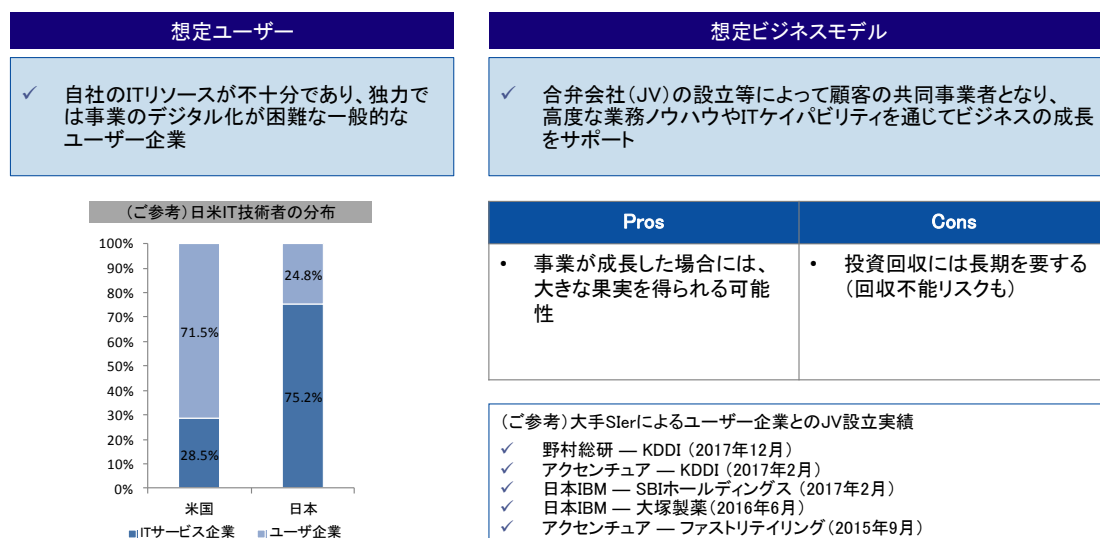 想定ユーザー
✓ 自社のITリソースが不十分であり、独力で
は事業のデジタル化が困難な一般的な
ユーザー企業
(ご参考)日米IT技術者の分布
100%
90%
80%
70%
60%
50%
40%
30%
20%
10%
0%
71.5%
28.5%
24.8%
75.2%
米国
日本
■ITサービス企業 ■ユーザ企業
想定ビジネスモデル
✓ 合弁会社(JV)の設立等によって顧客の共同事業者となり、
高度な業務ノウハウやITケイパビリティを通じてビジネスの成長
をサポート
Pros
Cons
• 事業が成長した場合には、
大きな果実を得られる可能
性
• 投資回収には長期を要する
(回収不能リスクも)
(ご参考)大手SIerによるユーザー企業とのJV設立実績
✓ 野村総研 — KDDI (2017年12月)
✓ アクセンチュア — KDDI (2017年2月)
✓ 日本IBM — SBIホールディングス (2017年2月)
✓ 日本IBM — 大塚製薬(2016年6月)
✓ アクセンチュア — ファストリテイリング(2015年9月)